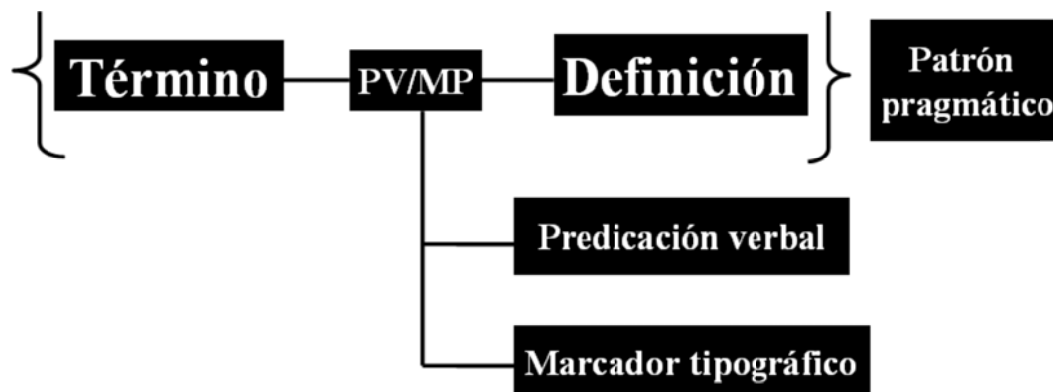 Término
PV/MP
Definición
Patrón
pragmático
Predicación verbal
Marcador tipográfico